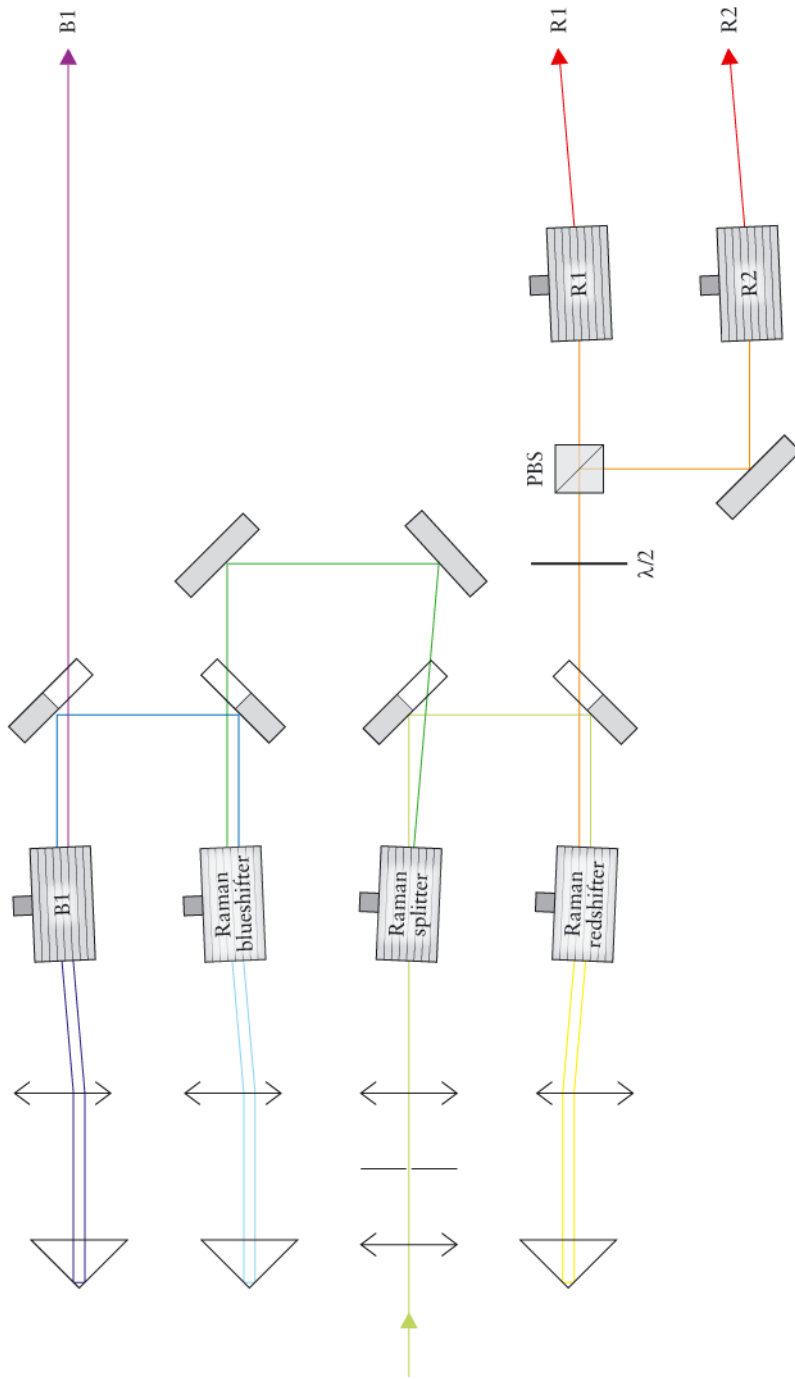 B1
R1
R2
R1
R2
PBS
λ/2
B1
Raman
blueshifter
Raman
splitter
Raman
redshifter